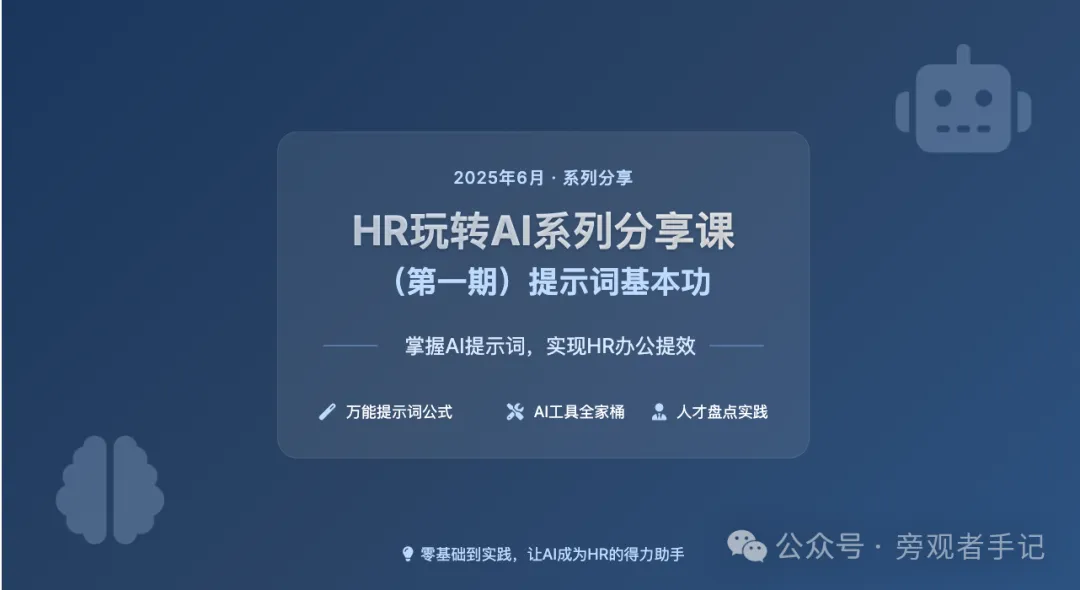 2025年6月 · 系列分享
HR玩转AI系列分享课
（第一期）提示词基本功
掌握AI提示词，实现HR办公提效
万能提示词公式 AI工具全家桶 人才盘点实践
零基础到实践，让AI成为HR的得力助手
公众号 · 旁观者手记